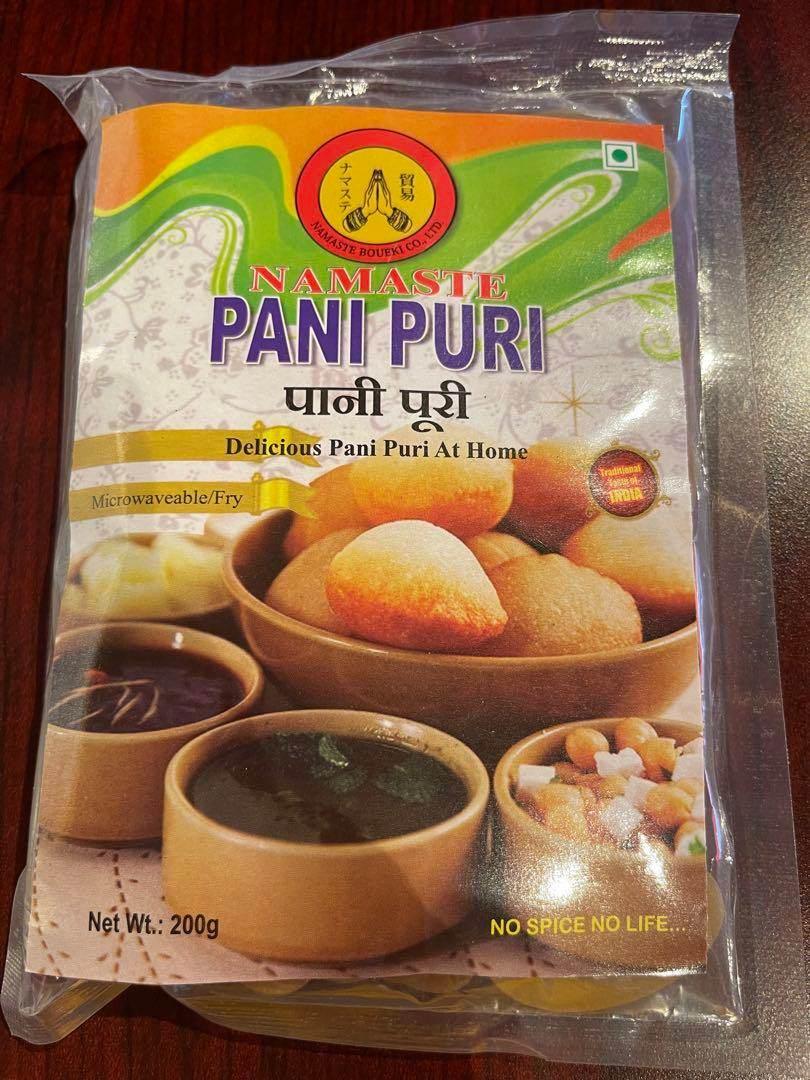 ナマステ
貿易
NAMASTE BOUEKI CO., LTD.
NAMASTE
PANI PURI
पानी पूरी
Delicious Pani Puri At Home
Microwaveable/Fry
Traditional
Taste of
INDIA
Net Wt.: 200g
NO SPICE NO LIFE...